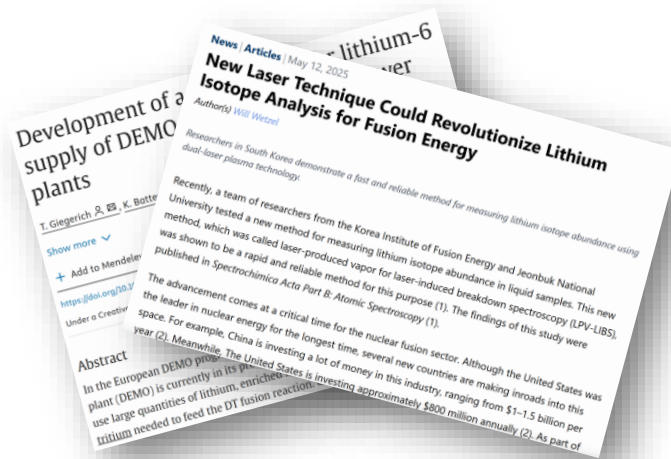 News | Articles | May 12, 2025
New Laser Technique Could Revolutionize Lithium
Isotope Analysis for Fusion Energy
Author(s) Will Wetzel
Researchers in South Korea demonstrate a fast and reliable method for measuring lithium isotope abundance using
dual-laser plasma technology.
Recently, a team of researchers from the Korea Institute of Fusion Energy and Jeonbuk National
University tested a new method for measuring lithium isotope abundance in liquid samples. This new
method, which was called laser-produced vapor for laser-induced breakdown spectroscopy (LPV-LIBS),
was shown to be a rapid and reliable method for this purpose (1). The findings of this study were
published in Spectrochimica Acta Part B: Atomic Spectroscopy (1).
The advancement comes at a critical time for the nuclear fusion sector. Although the United States was
the leader in nuclear energy for the longest time, several new countries are making inroads into this
space. For example, China is investing a lot of money in this industry, ranging from $1–1.5 billion per
year (2). Meanwhile, The United States is investing approximately $800 million annually (2). As part of
Development of a lithium-6
supply of DEMO
plants
T. Giegerich, K.
Show more
+ Add to Mendeley
https://doi.org/10.1
Under a Creative
Abstract
In the European DEMO
plant (DEMO) is currently in its
use large quantities of lithium, enriched
tritium needed to feed the DT fusion reaction.